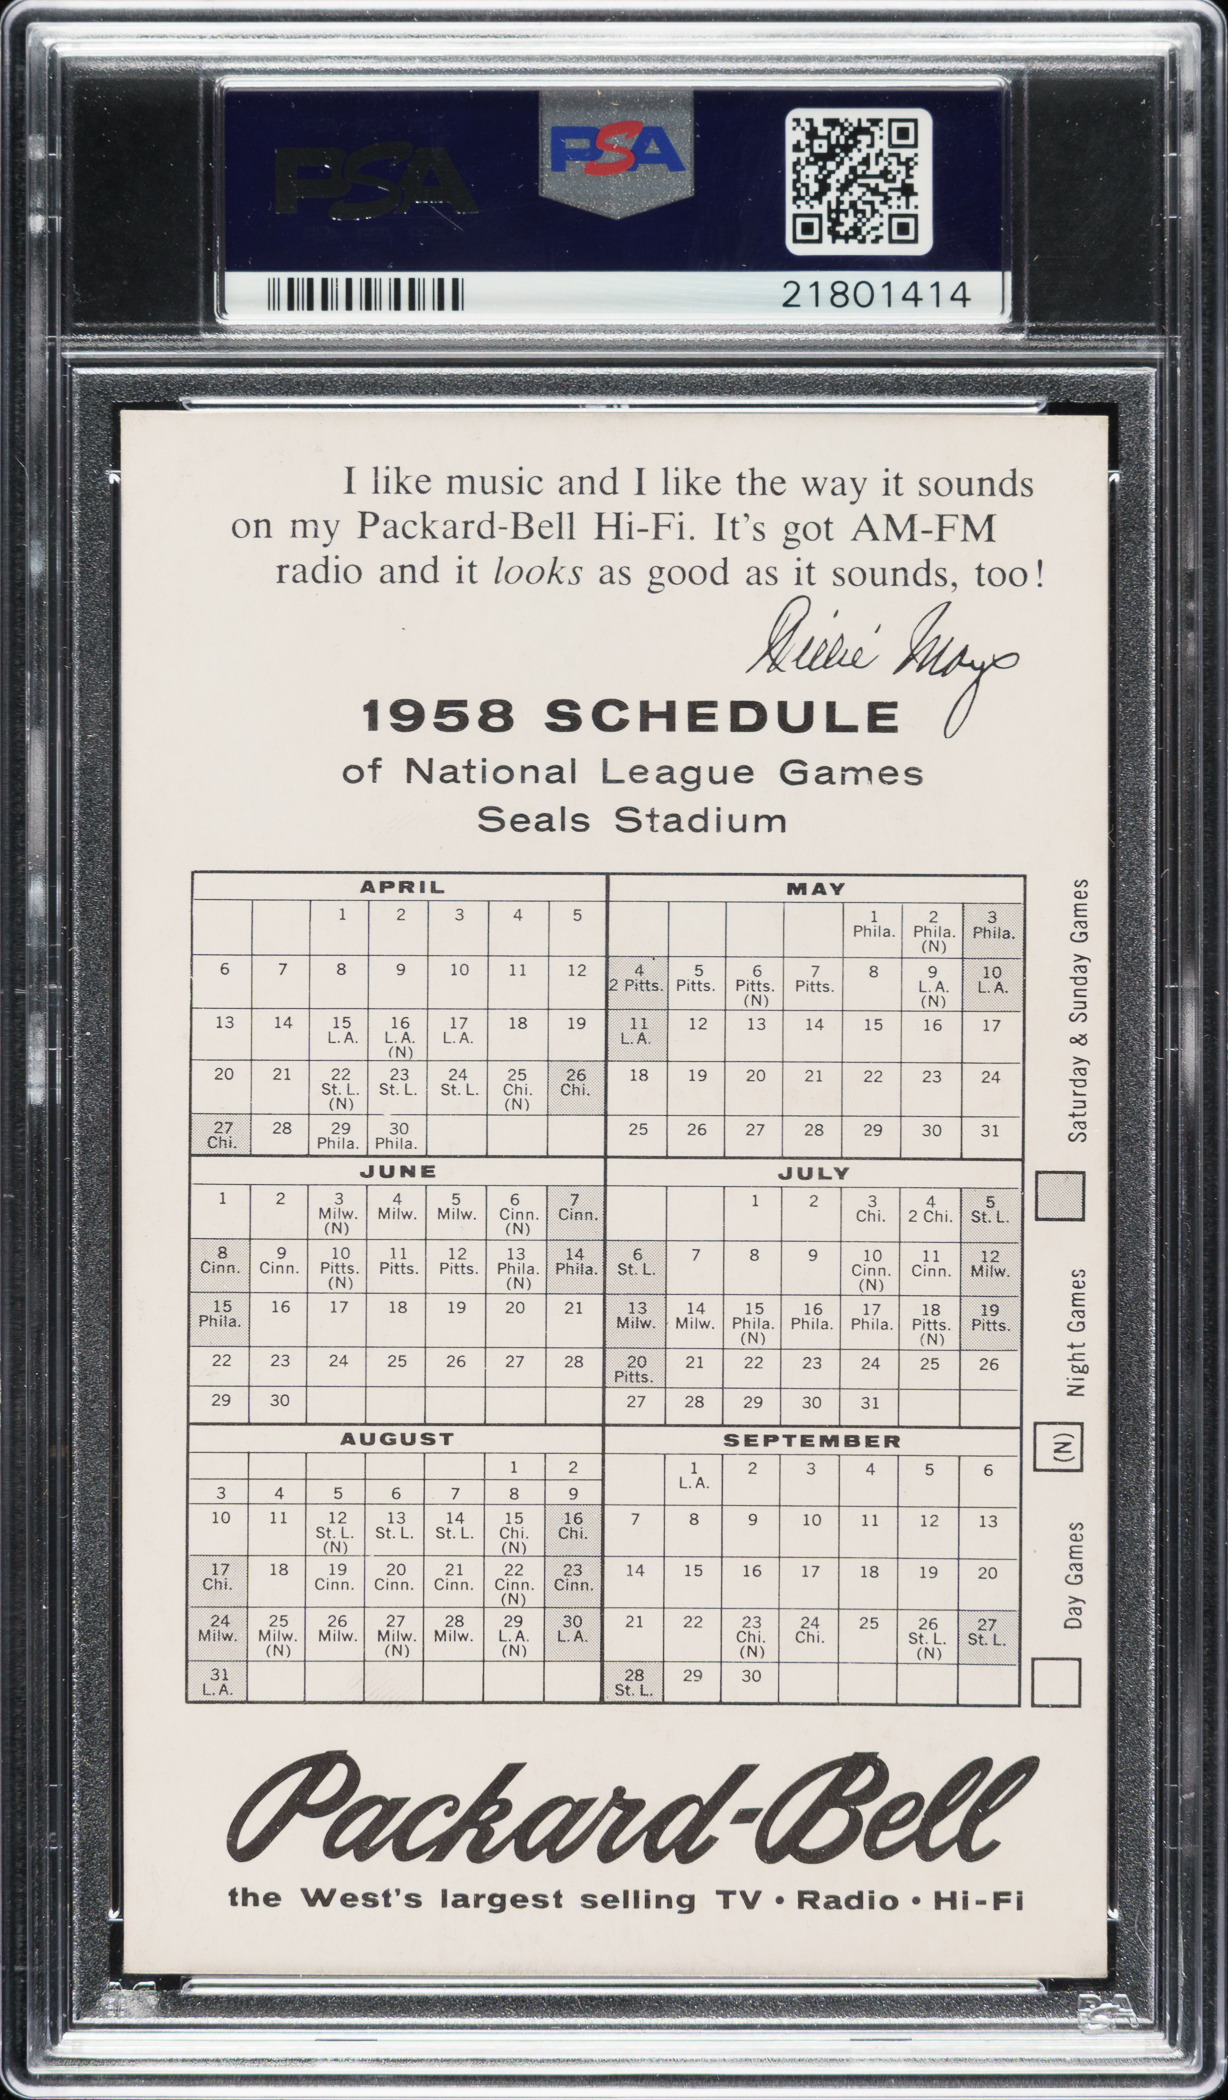 PSA
PSA
21801414
I like music and I like the way it sounds
on my Packard-Bell Hi-Fi. It's got AM-FM
radio and it looks as good as it sounds, too!
Willie Mays
1958 SCHEDULE
of National League Games
Seals Stadium
APRIL
1 2 3 4 5
6 7 8 9 10 11 12
13 14 15 16 17 18 19
L.A. L.A. L.A.
(N)
20 21 22 23 24 25 26
St. L. St. L. St. L. Chi. Chi.
(N) (N)
27 28 29 30
Chi. Phila. Phila.
MAY
1 2 3
Phila. Phila. Phila.
(N)
4 5 6 7 8 9 10
2 Pitts. Pitts. Pitts. Pitts. L.A. L.A.
(N) (N)
11 12 13 14 15 16 17
L.A.
18 19 20 21 22 23 24
25 26 27 28 29 30 31
JUNE
1 2 3 4 5 6 7
Milw. Milw. Milw. Cinn. Cinn.
(N) (N)
8 9 10 11 12 13 14
Cinn. Cinn. Pitts. Pitts. Pitts. Phila. Phila.
(N) (N)
15 16 17 18 19 20 21
Phila.
22 23 24 25 26 27 28
29 30
JULY
1 2 3 4 5
Chi. 2 Chi. St. L.
6 7 8 9 10 11 12
St. L. Cinn. Cinn. Milw.
(N)
13 14 15 16 17 18 19
Milw. Milw. Phila. Phila. Phila. Pitts. Pitts.
(N) (N)
20 21 22 23 24 25 26
Pitts.
27 28 29 30 31
AUGUST
1 2
3 4 5 6 7 8 9
10 11 12 13 14 15 16
St. L. St. L. St. L. Chi. Chi.
(N) (N)
17 18 19 20 21 22 23
Chi. Cinn. Cinn. Cinn. Cinn. Cinn.
(N)
24 25 26 27 28 29 30
Milw. Milw. Milw. Milw. Milw. L.A. L.A.
(N) (N) (N)
31
L.A.
SEPTEMBER
1 2 3 4 5 6
L.A.
7 8 9 10 11 12 13
14 15 16 17 18 19 20
21 22 23 24 25 26 27
Chi. Chi. St. L. St. L.
(N) (N)
28 29 30
St. L.
Day Games
(N) Night Games
Saturday & Sunday Games
Packard-Bell
the West's largest selling TV • Radio • Hi-Fi
PSA